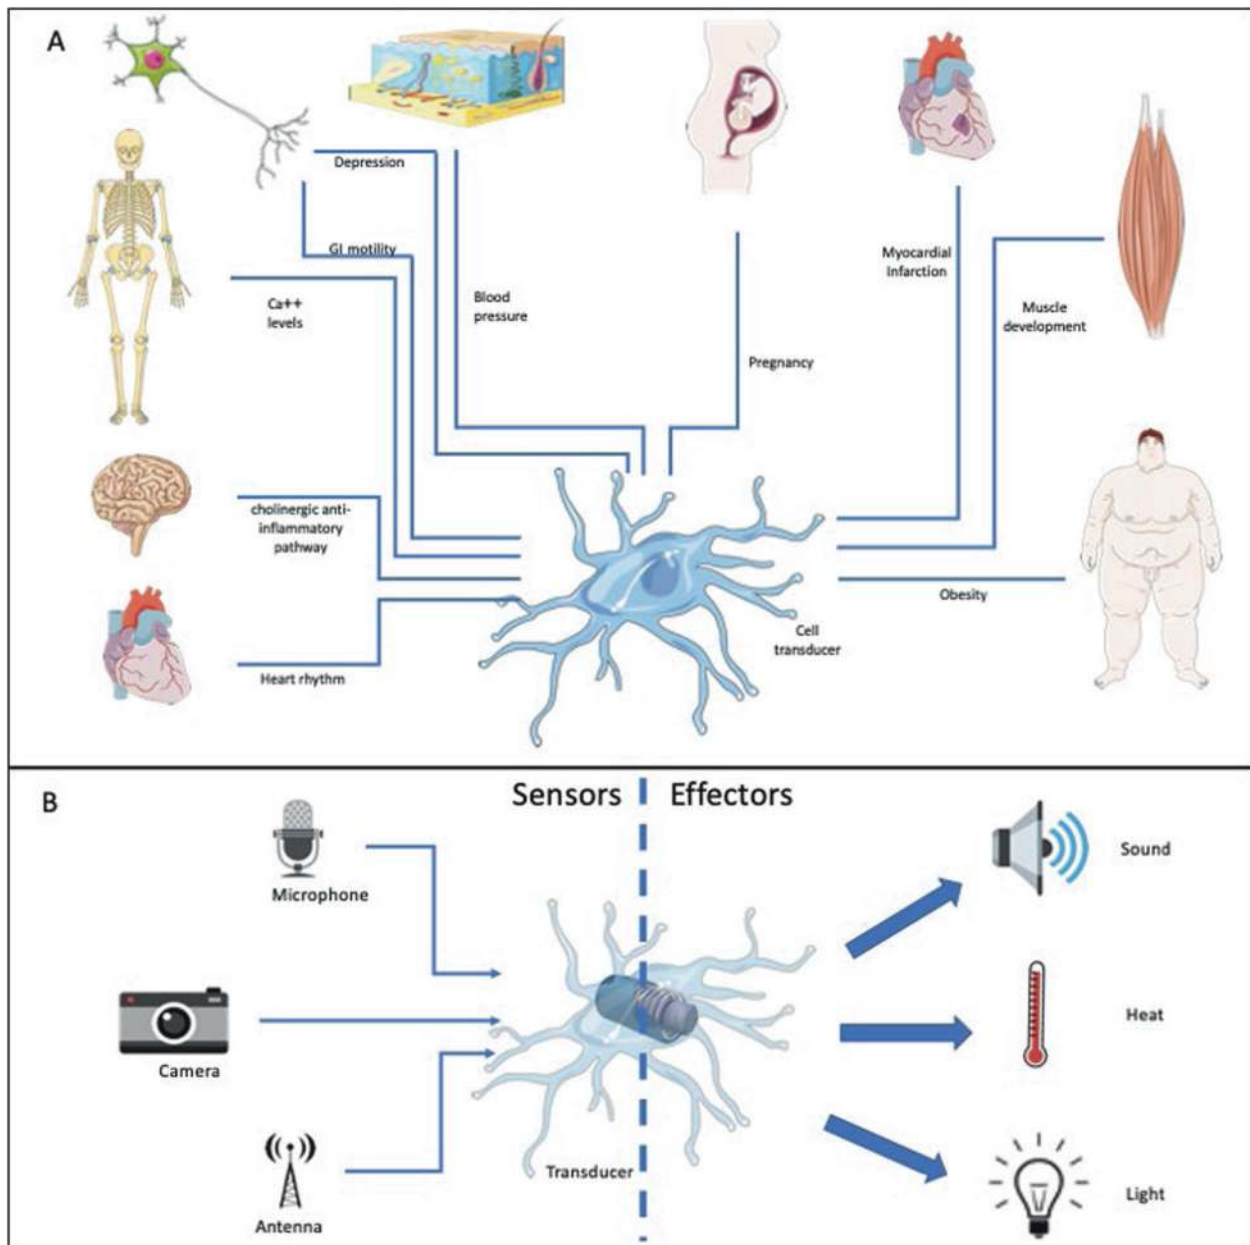 A
Depression
GI motility
Ca++
levels
Blood
pressure
Myocardial
Infarction
Muscle
development
Pregnancy
cholinergic anti-
inflammatory
pathway
Obesity
Cell
transducer
Heart rhythm
B
Sensors
Effectors
Microphone
Sound
Camera
Heat
Transducer
Antenna
Light